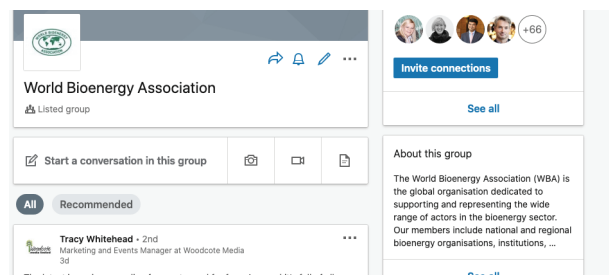 +66
Invite connections
See all
World Bioenergy Association
Listed group
Start a conversation in this group
All
Recommended
About this group
The World Bioenergy Association (WBA) is
the global organisation dedicated to
supporting and representing the wide
range of actors in the bioenergy sector.
Our members include national and regional
bioenergy organisations, institutions, ...
Tracy Whitehead • 2nd
Marketing and Events Manager at Woodcote Media
3d
See all